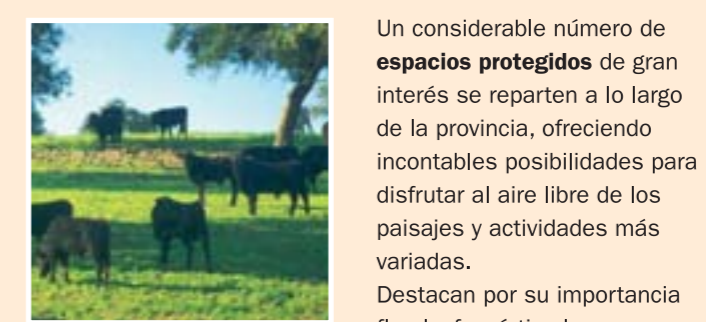 Un considerable número de
espacios protegidos de gran
interés se reparten a lo largo
de la provincia, ofreciendo
incontables posibilidades para
disfrutar al aire libre de los
paisajes y actividades más
variadas.
Destacan por su importancia